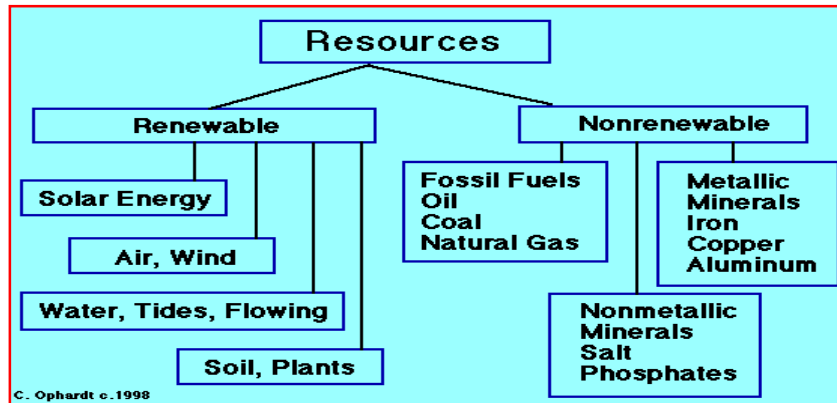 Resources
Renewable
Nonrenewable
Solar Energy
Air, Wind
Water, Tides, Flowing
Soil, Plants
Fossil Fuels
Oil
Coal
Natural Gas
Nonmetallic
Minerals
Salt
Phosphates
Metallic
Minerals
Iron
Copper
Aluminum
C. Ophardt c.1998